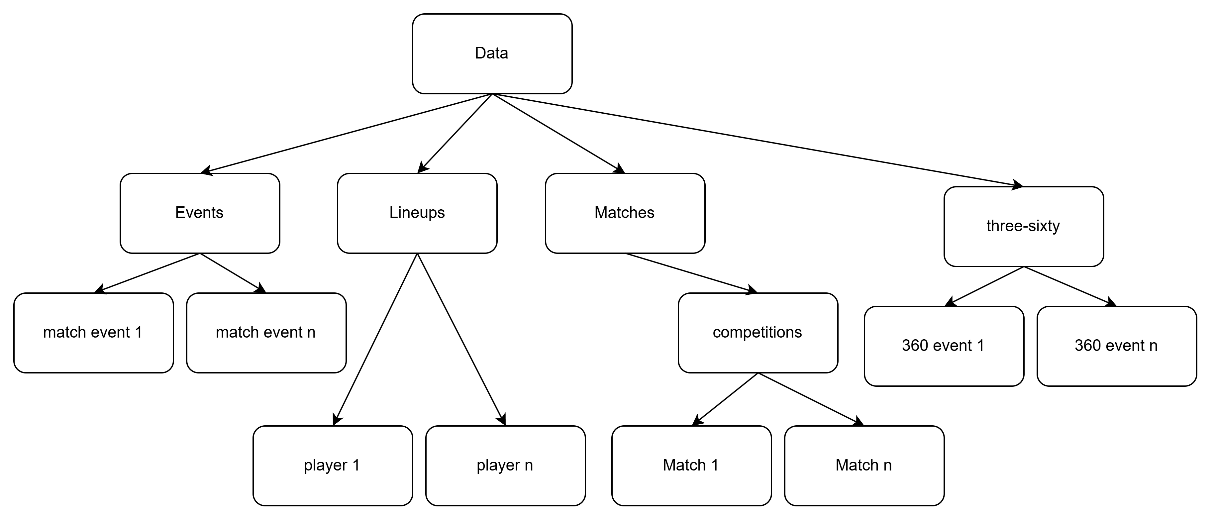 Data
Events
Lineups
Matches
three-sixty
match event 1
match event n
competitions
360 event 1
360 event n
player 1
player n
Match 1
Match n